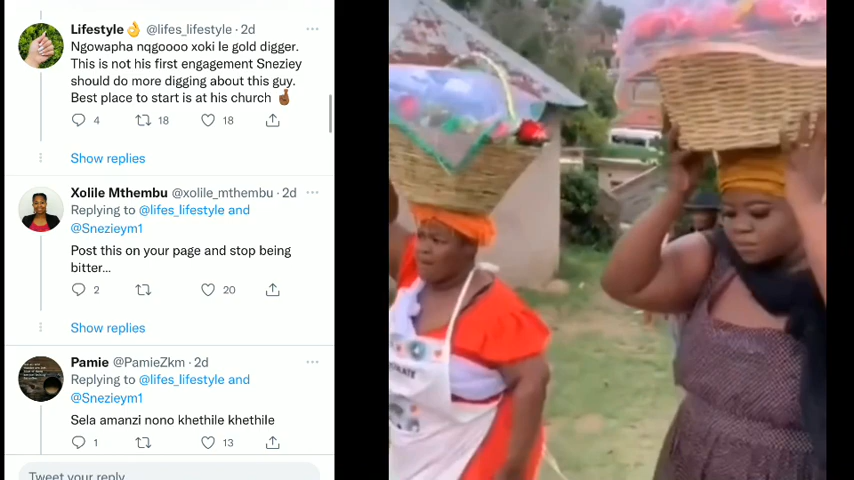 Lifestyle👌 @lifes_lifestyle · 2d
Ngowapha nqgoooo xoki le gold digger.
This is not his first engagement Sneziey
should do more digging about this guy.
Best place to start is at his church 🤞🏾
4 18 18
Show replies
Xolile Mthembu @xolile_mthembu · 2d
Replying to @lifes_lifestyle and
@Snezieym1
Post this on your page and stop being
bitter...
2 20
Show replies
Pamie @PamieZkm · 2d
Replying to @lifes_lifestyle and
@Snezieym1
Sela amanzi nono khethile khethile
1 13
Tweet your reply